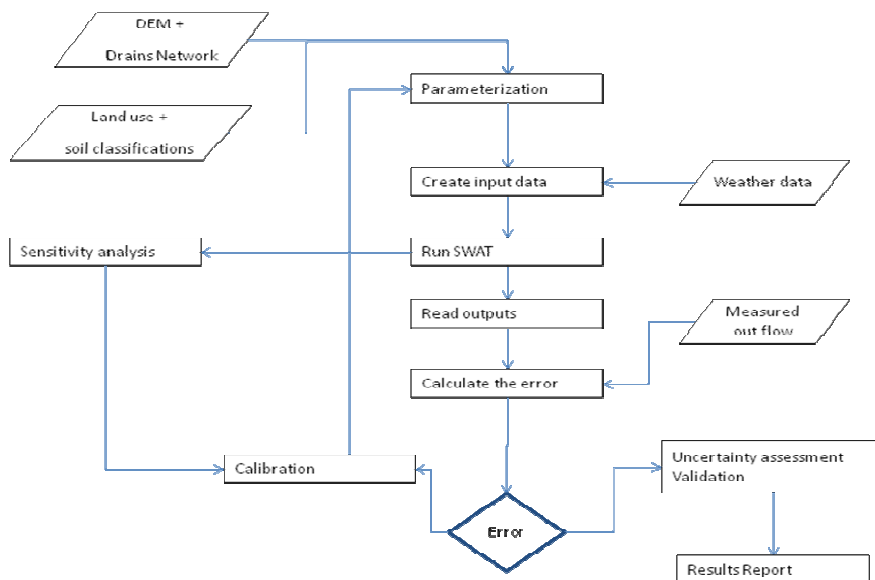 DEM +
Drains Network
Parameterization
Land use +
soil classifications
Create input data
Weather data
Sensitivity analysis
Run SWAT
Read outputs
Measured
out flow
Calculate the error
Calibration
Uncertainty assessment
Validation
Error
Results Report